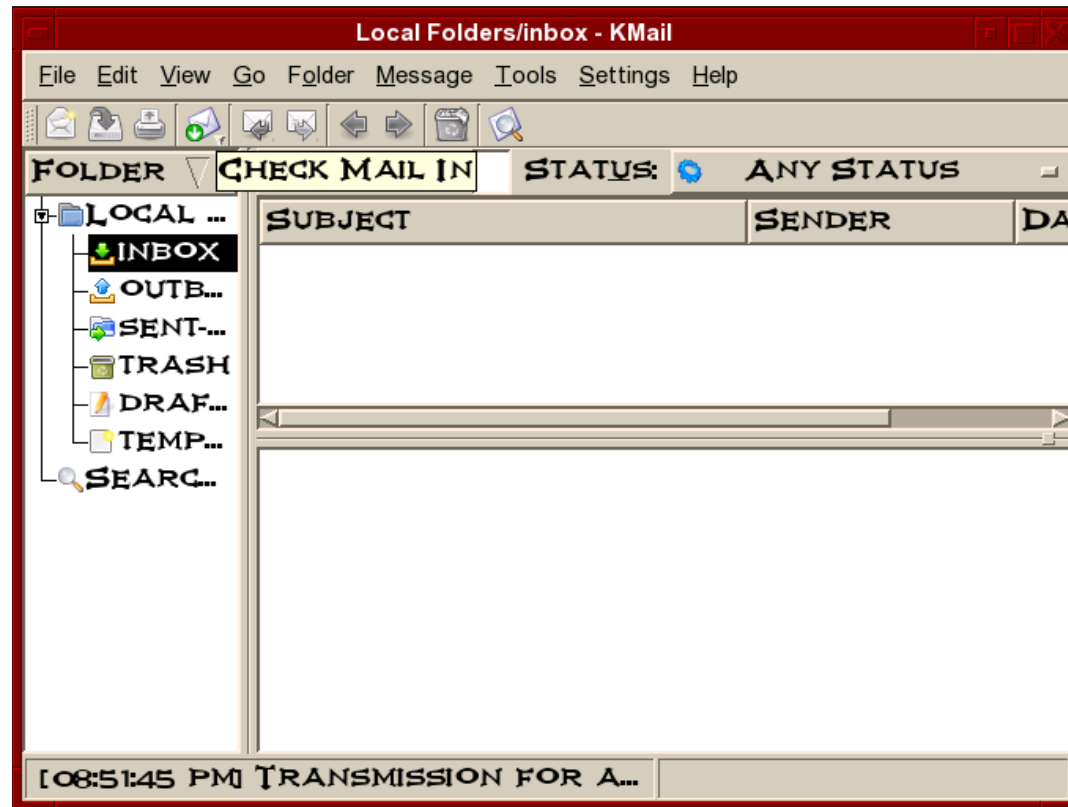 Local Folders/inbox - KMail
File Edit View Go Folder Message Tools Settings Help
Folder Check Mail In Status: Any Status
Local ...
Subject Sender Da
inbox
outb...
sent-...
trash
draf...
temp...
Searc...
[08:51:45 PM] Transmission for a...